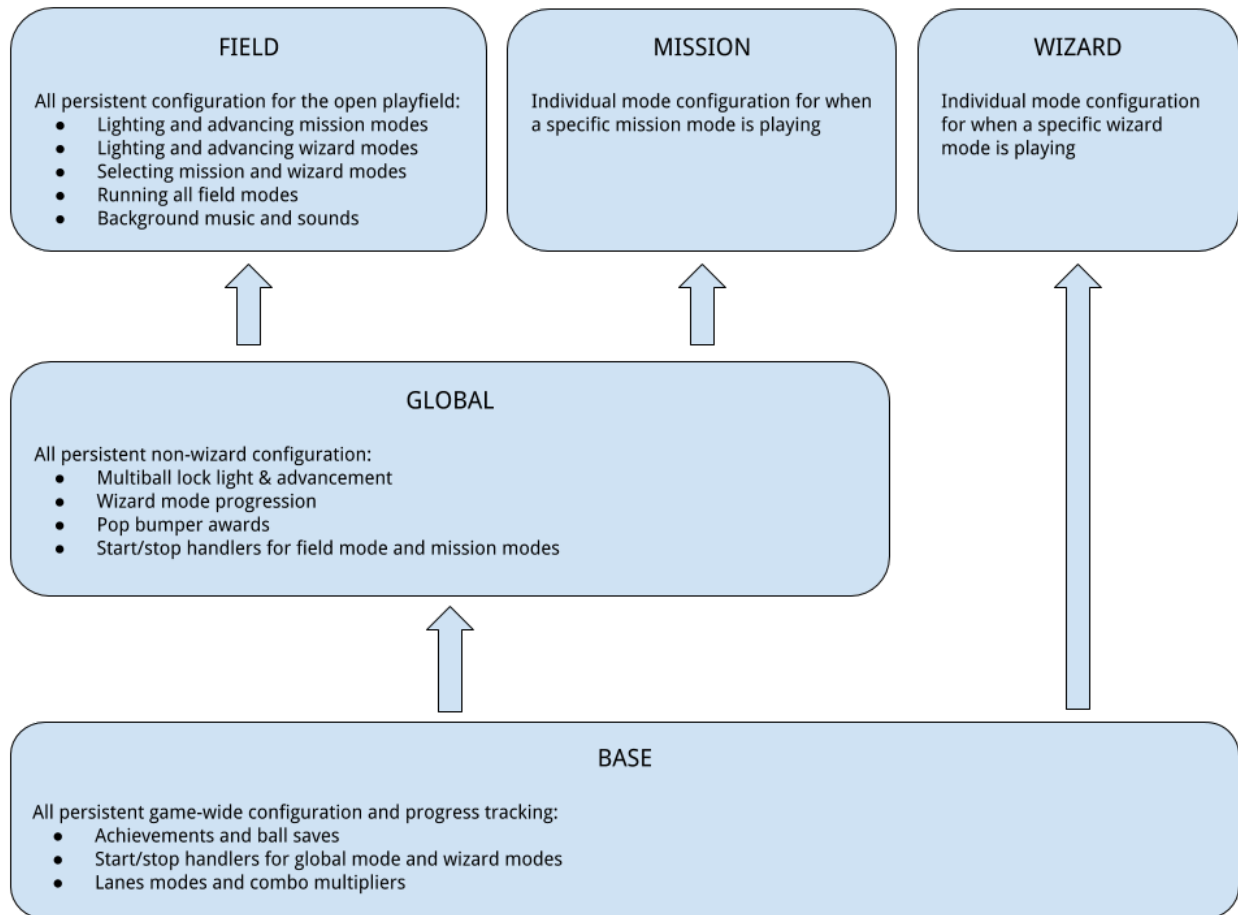 FIELD
All persistent configuration for the open playfield:
● Lighting and advancing mission modes
● Lighting and advancing wizard modes
● Selecting mission and wizard modes
● Running all field modes
● Background music and sounds
MISSION
Individual mode configuration for when
a specific mission mode is playing
WIZARD
Individual mode configuration
for when a specific wizard
mode is playing
GLOBAL
All persistent non-wizard configuration:
● Multiball lock light & advancement
● Wizard mode progression
● Pop bumper awards
● Start/stop handlers for field mode and mission modes
BASE
All persistent game-wide configuration and progress tracking:
● Achievements and ball saves
● Start/stop handlers for global mode and wizard modes
● Lanes modes and combo multipliers